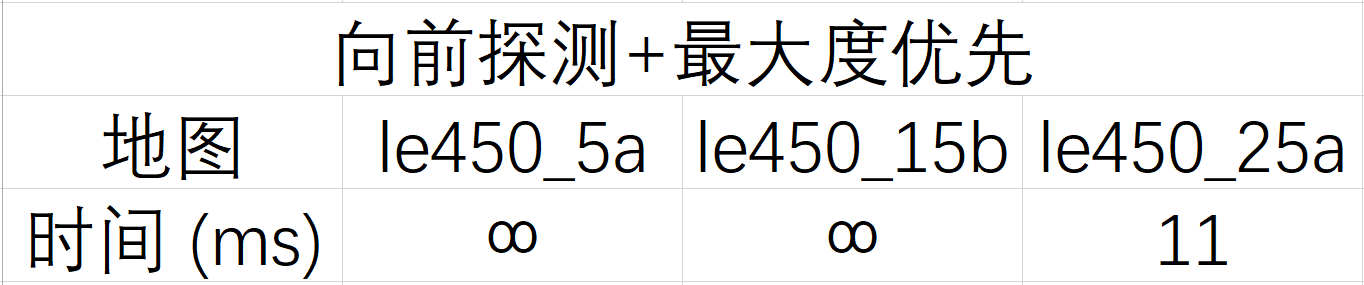 向前探测+最大度优先
地图 le450_5a le450_15b le450_25a
时间 (ms) ∞ ∞ 11